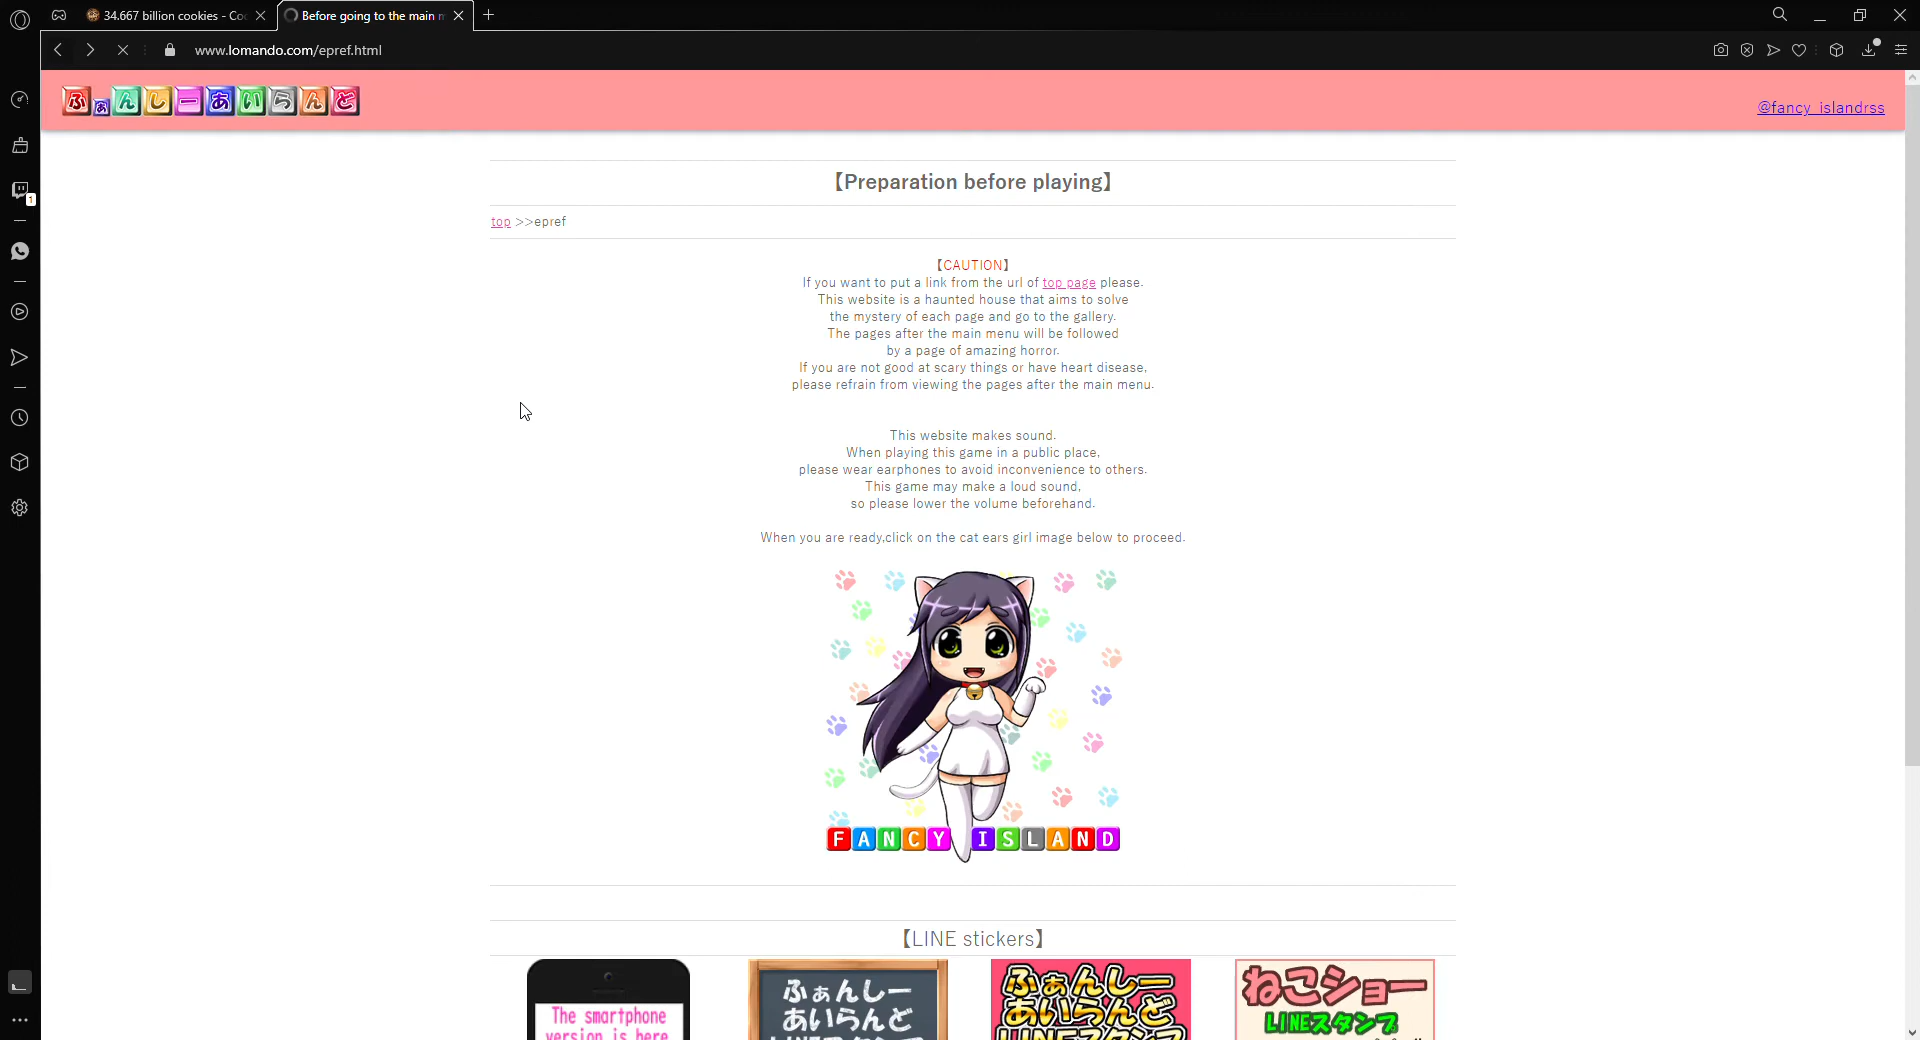 34.667 billion cookies - Co
Before going to the main m
www.lomando.com/epref.html
1
ふぁんしーあいらんど
@fancy_islandrss
【Preparation before playing】
top >>epref
【CAUTION】
If you want to put a link from the url of top page please.
This website is a haunted house that aims to solve
the mystery of each page and go to the gallery.
The pages after the main menu will be followed
by a page of amazing horror.
If you are not good at scary things or have heart disease,
please refrain from viewing the pages after the main menu.
This website makes sound.
When playing this game in a public place,
please wear earphones to avoid inconvenience to others.
This game may make a loud sound,
so please lower the volume beforehand.
When you are ready,click on the cat ears girl image below to proceed.
FANCY ISLAND
【LINE stickers】
The smartphone
version is here
ふぁんしー
あいらんど
ふぁんしー
あいらんど
LINEスタンプ
ねこショー
LINEスタンプ